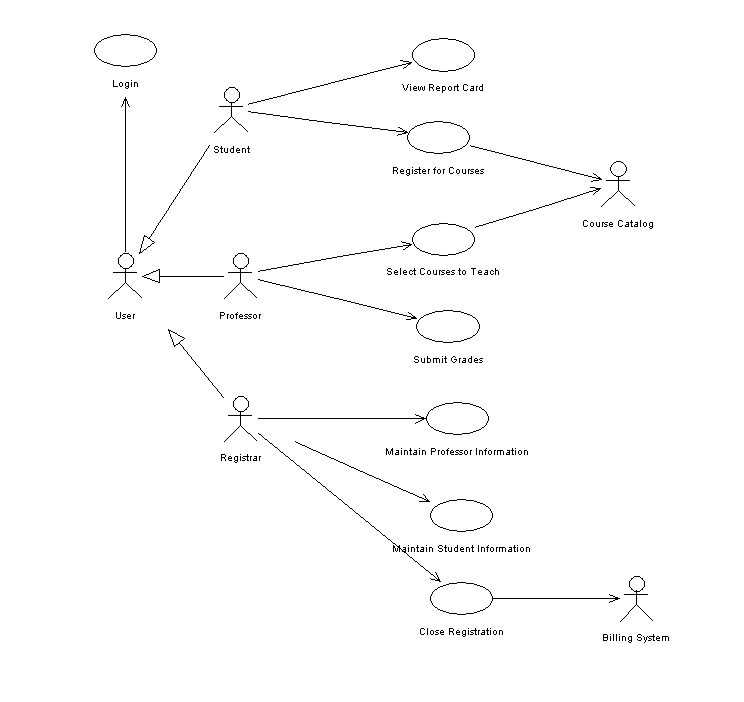 Login
View Report Card
Student
Register for Courses
Course Catalog
Select Courses to Teach
User
Professor
Submit Grades
Maintain Professor Information
Registrar
Maintain Student Information
Close Registration
Billing System